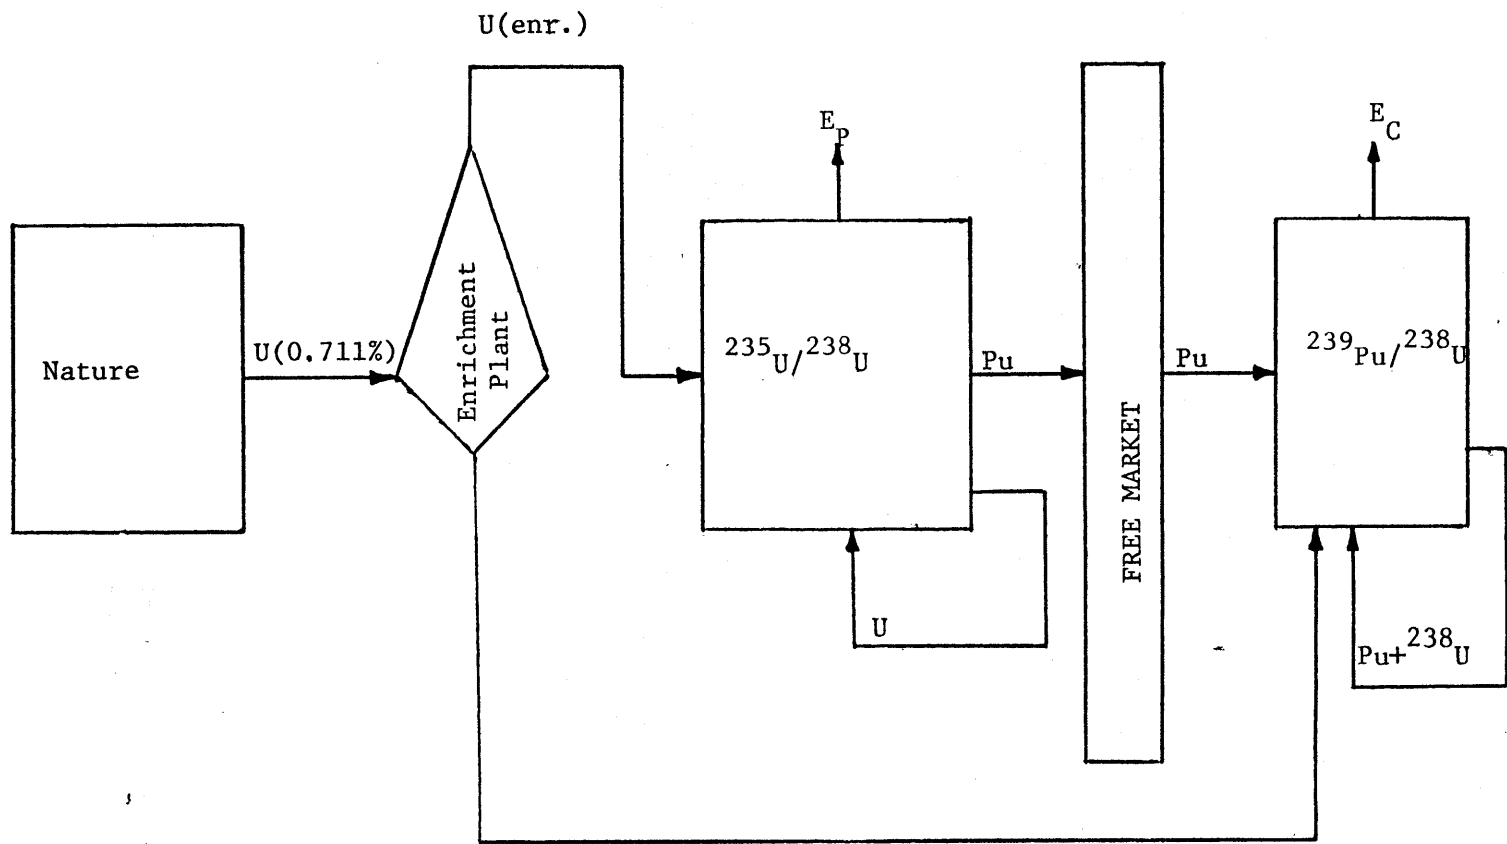 U(enr.)
E_P
E_C
Nature
U(0.711%)
Enrichment
Plant
²³⁵U/²³⁸U
Pu
FREE MARKET
Pu
²³⁹Pu/²³⁸U
U
Pu+²³⁸U